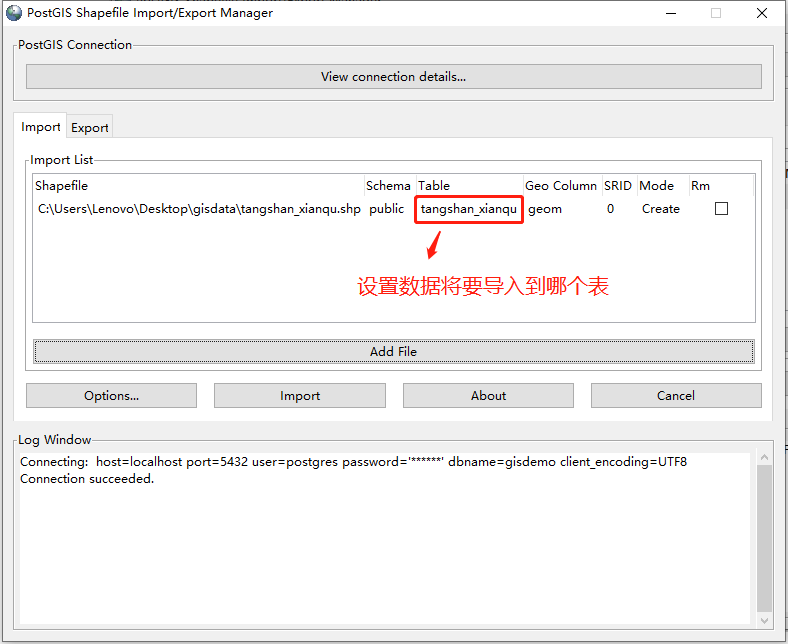 PostGIS Shapefile Import/Export Manager
PostGIS Connection
View connection details...
Import Export
Import List
Shapefile Schema Table Geo Column SRID Mode Rm
C:\Users\Lenovo\Desktop\gisdata\tangshan_xianqu.shp public tangshan_xianqu geom 0 Create
设置数据将要导入到哪个表
Add File
Options... Import About Cancel
Log Window
Connecting: host=localhost port=5432 user=postgres password='******' dbname=gisdemo client_encoding=UTF8
Connection succeeded.